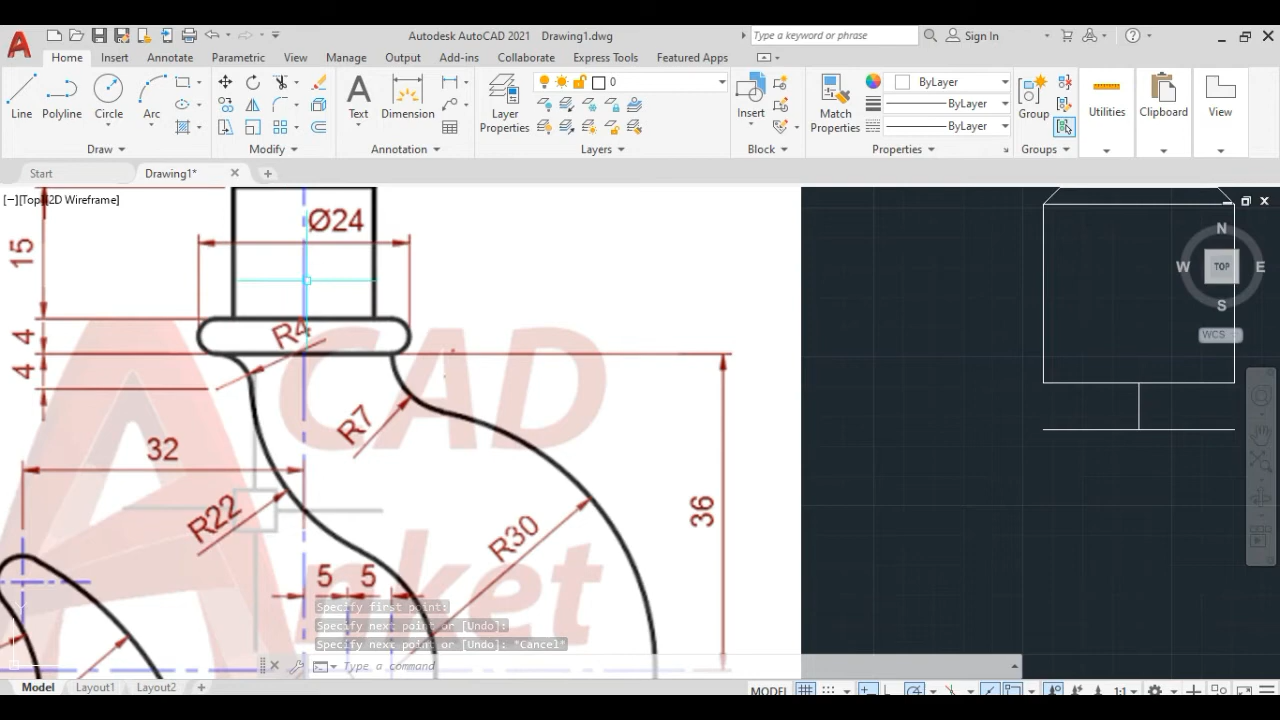 Autodesk AutoCAD 2021 Drawing1.dwg
Type a keyword or phrase
Sign In
Home Insert Annotate Parametric View Manage Output Add-ins Collaborate Express Tools Featured Apps
0
ByLayer
ByLayer
ByLayer
Line Polyline Circle Arc
Text Dimension
Layer Properties
Insert
Match Properties
Group
Utilities
Clipboard
View
Draw Modify Annotation Layers Block Properties Groups
Start
Drawing1*
[−][Top][2D Wireframe]
Ø24
15
4
4
R4
R7
32
R22
R30
36
5 5
CAD
Anket
N
W TOP E
S
WCS
Specify first point:
Specify next point or [Undo]:
Specify next point or [Undo]: *Cancel*
Type a command
Model Layout1 Layout2
MODEL
1:1